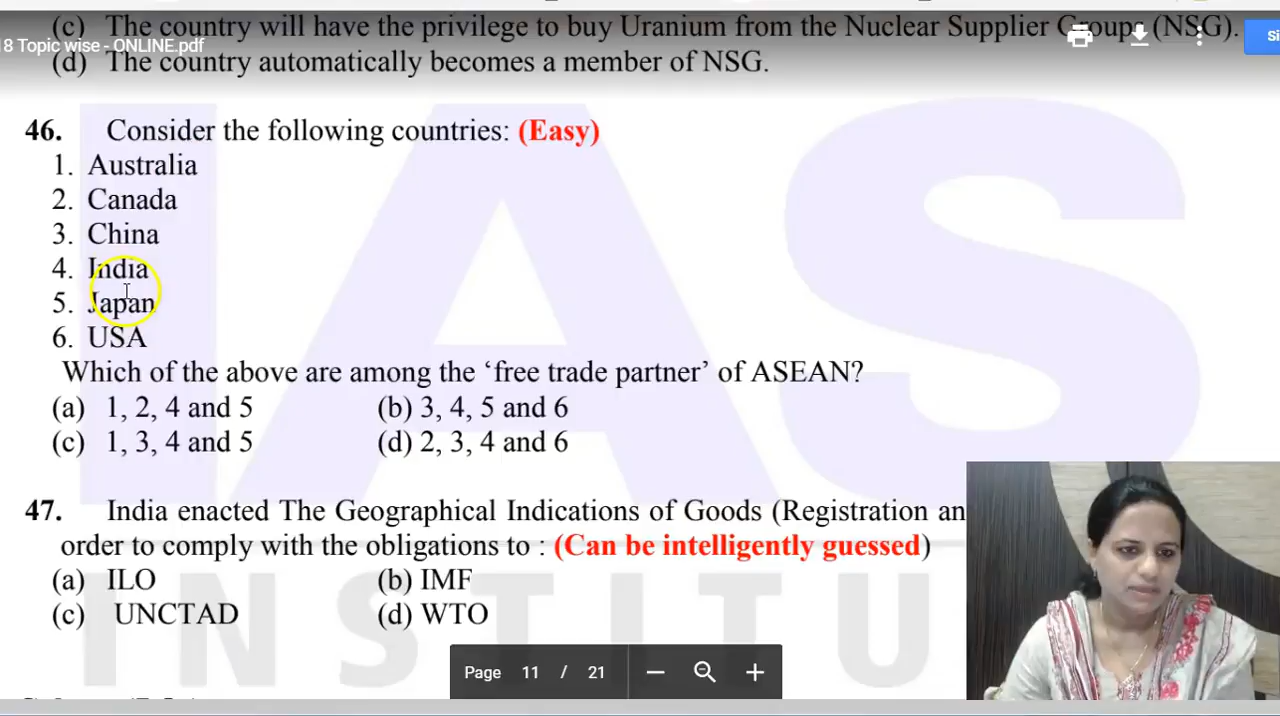 (c) The country will have the privilege to buy Uranium from the Nuclear Supplier Groups (NSG).
8 Topic wise - ONLINE.pdf
Si
(d) The country automatically becomes a member of NSG.
46. Consider the following countries: (Easy)
1. Australia
2. Canada
3. China
4. India
5. Japan
6. USA
Which of the above are among the ‘free trade partner’ of ASEAN?
(a) 1, 2, 4 and 5 (b) 3, 4, 5 and 6
(c) 1, 3, 4 and 5 (d) 2, 3, 4 and 6
47. India enacted The Geographical Indications of Goods (Registration an
order to comply with the obligations to : (Can be intelligently guessed)
(a) ILO (b) IMF
(c) UNCTAD (d) WTO
Page 11 / 21
IAS
INSTITU